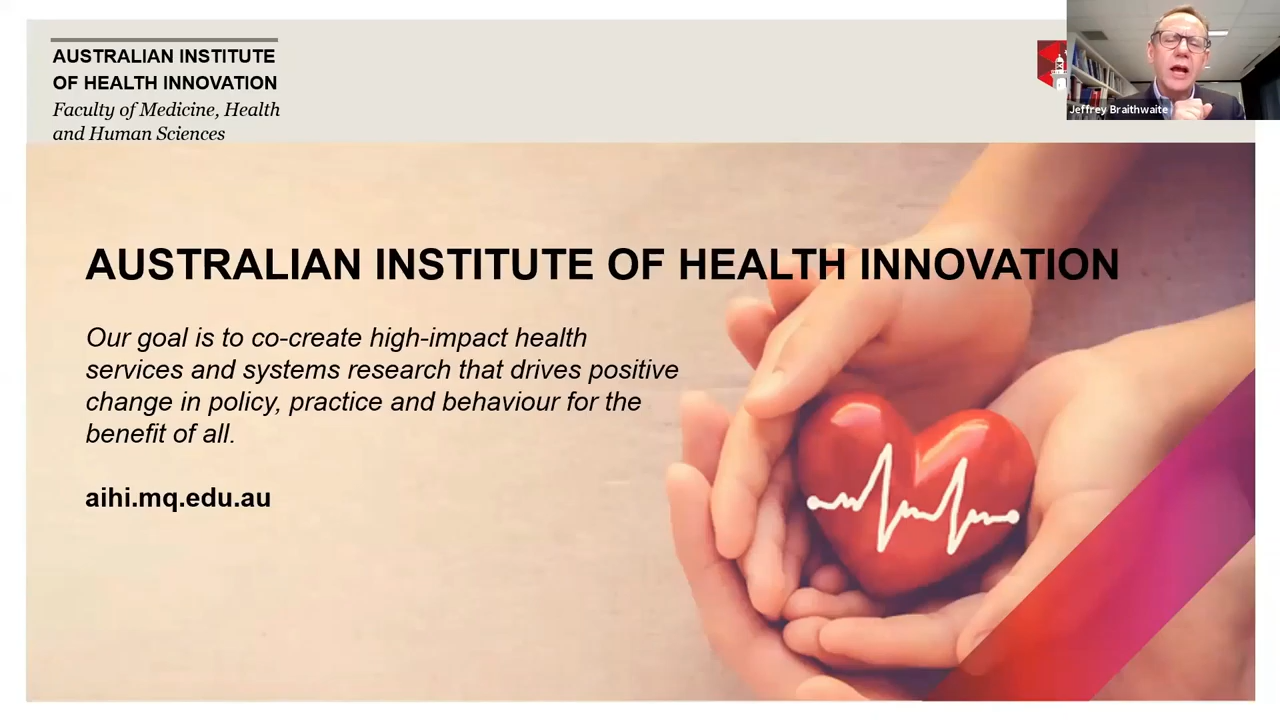 AUSTRALIAN INSTITUTE
OF HEALTH INNOVATION
Faculty of Medicine, Health
and Human Sciences
Jeffrey Braithwaite
AUSTRALIAN INSTITUTE OF HEALTH INNOVATION
Our goal is to co-create high-impact health
services and systems research that drives positive
change in policy, practice and behaviour for the
benefit of all.
aihi.mq.edu.au